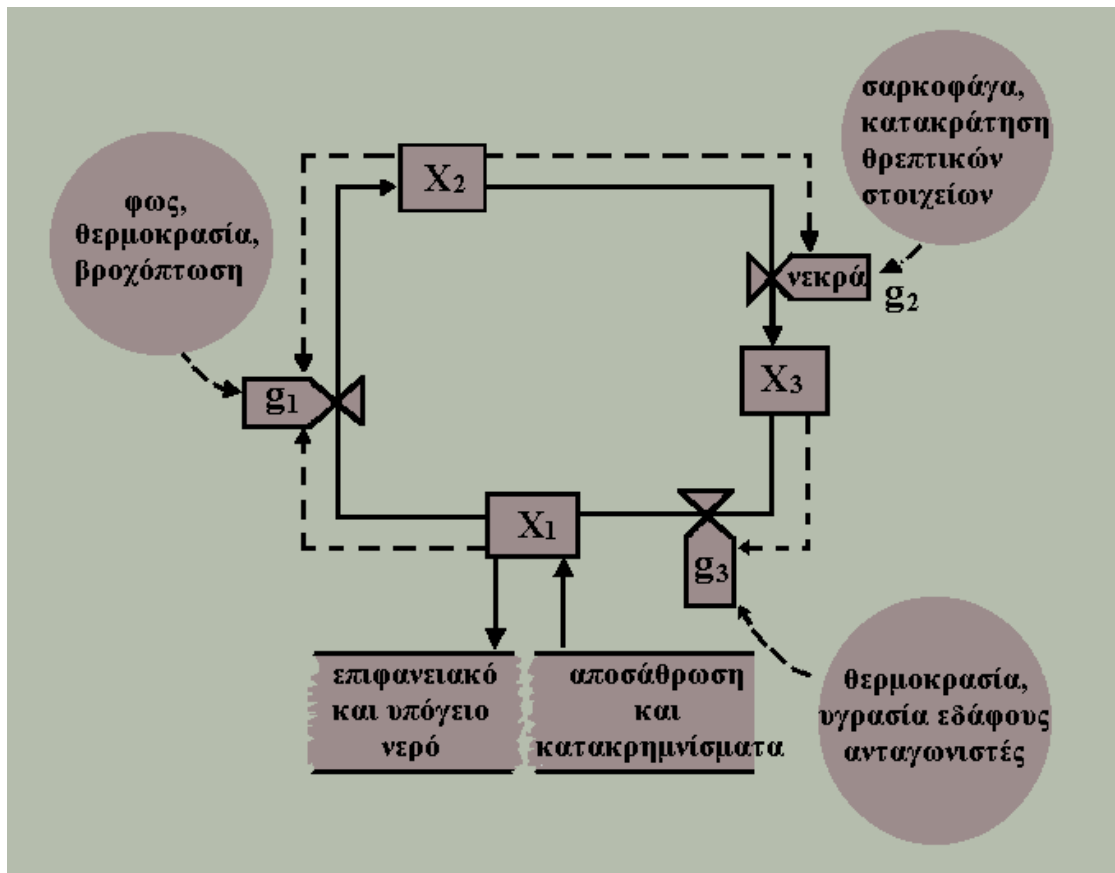 σαρκοφάγα,
κατακράτηση
θρεπτικών
στοιχείων
X2
φως,
θερμοκρασία,
βροχόπτωση
νεκρά
g2
X3
g1
X1
g3
επιφανειακό
και υπόγειο
νερό
αποσάθρωση
και
κατακρημνίσματα
θερμοκρασία,
υγρασία εδάφους
ανταγωνιστές